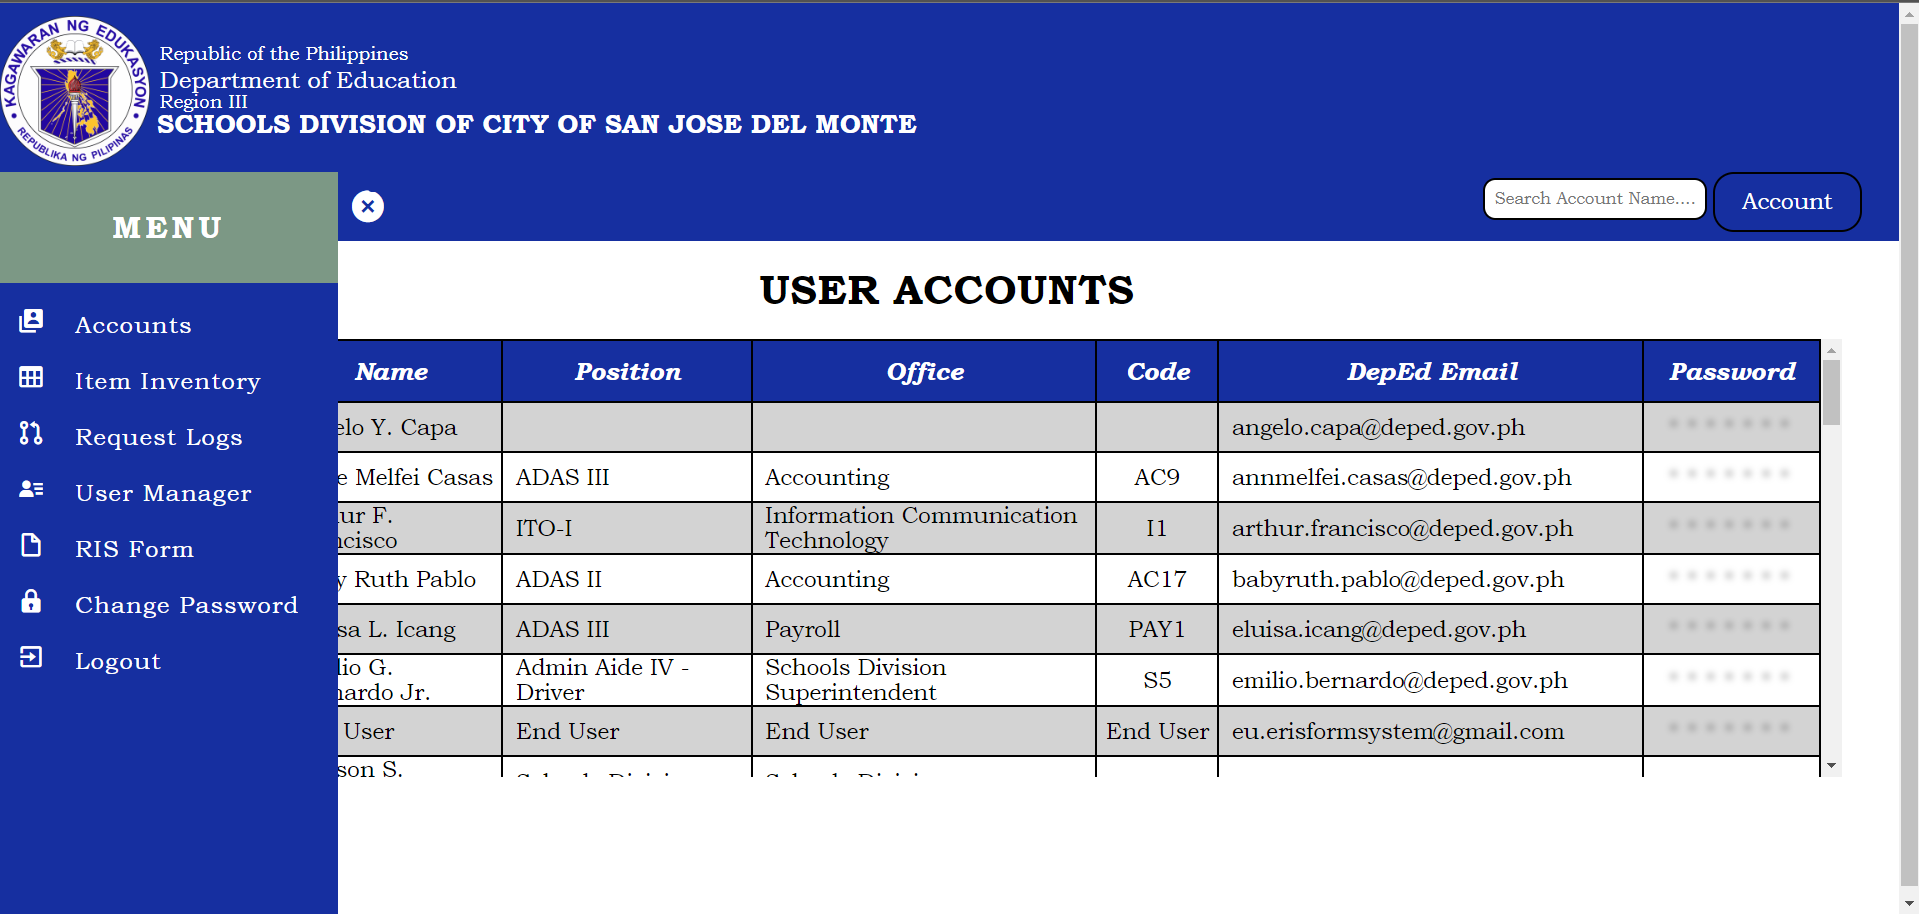 KAGAWARAN NG EDUKASYON
REPUBLIKA NG PILIPINAS
Republic of the Philippines
Department of Education
Region III
SCHOOLS DIVISION OF CITY OF SAN JOSE DEL MONTE
MENU
Search Account Name....
Account
Accounts
Item Inventory
Request Logs
User Manager
RIS Form
Change Password
Logout
USER ACCOUNTS
Name Position Office Code DepEd Email Password
elo Y. Capa angelo.capa@deped.gov.ph *******
e Melfei Casas ADAS III Accounting AC9 annmelfei.casas@deped.gov.ph *******
ur F. Information Communication
ncisco ITO-I Technology I1 arthur.francisco@deped.gov.ph *******
y Ruth Pablo ADAS II Accounting AC17 babyruth.pablo@deped.gov.ph *******
sa L. Icang ADAS III Payroll PAY1 eluisa.icang@deped.gov.ph *******
lio G. Admin Aide IV - Schools Division
nardo Jr. Driver Superintendent S5 emilio.bernardo@deped.gov.ph *******
User End User End User End User eu.erisformsystem@gmail.com *******
son S.